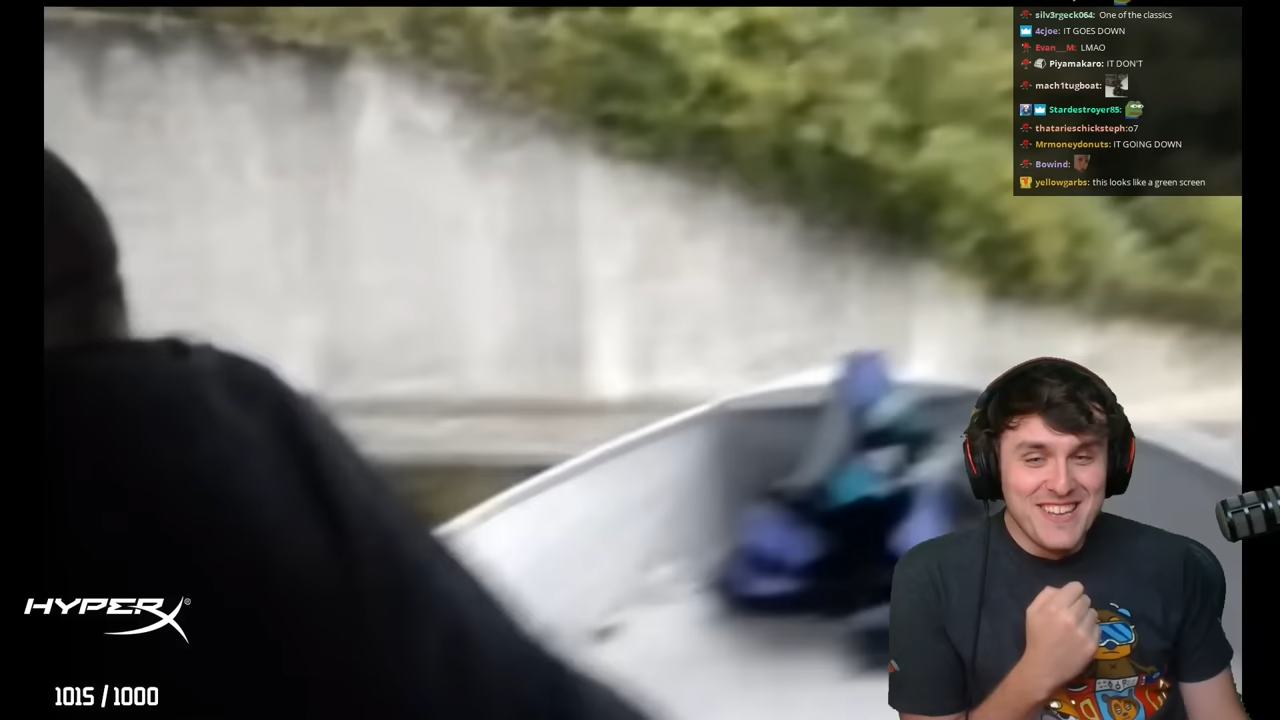 silv3rgeck064: One of the classics
4cjoe: IT GOES DOWN
Evan__M: LMAO
Piyamakaro: IT DON'T
mach1tugboat:
Stardestroyer85:
thatarieschicksteph:o7
Mrmoneydonuts: IT GOING DOWN
Bowind:
yellowgarbs: this looks like a green screen
HYPERX®
1015 / 1000